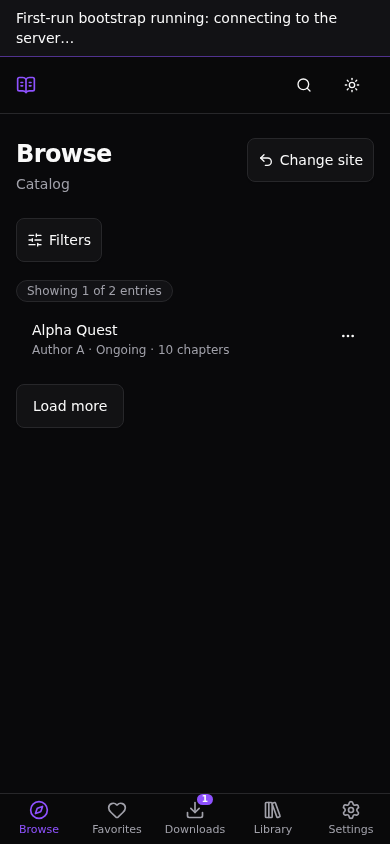 First-run bootstrap running: connecting to the
server…
Browse
Change site
Catalog
Filters
Showing 1 of 2 entries
Alpha Quest
Author A · Ongoing · 10 chapters
Load more
1
Browse
Favorites
Downloads
Library
Settings